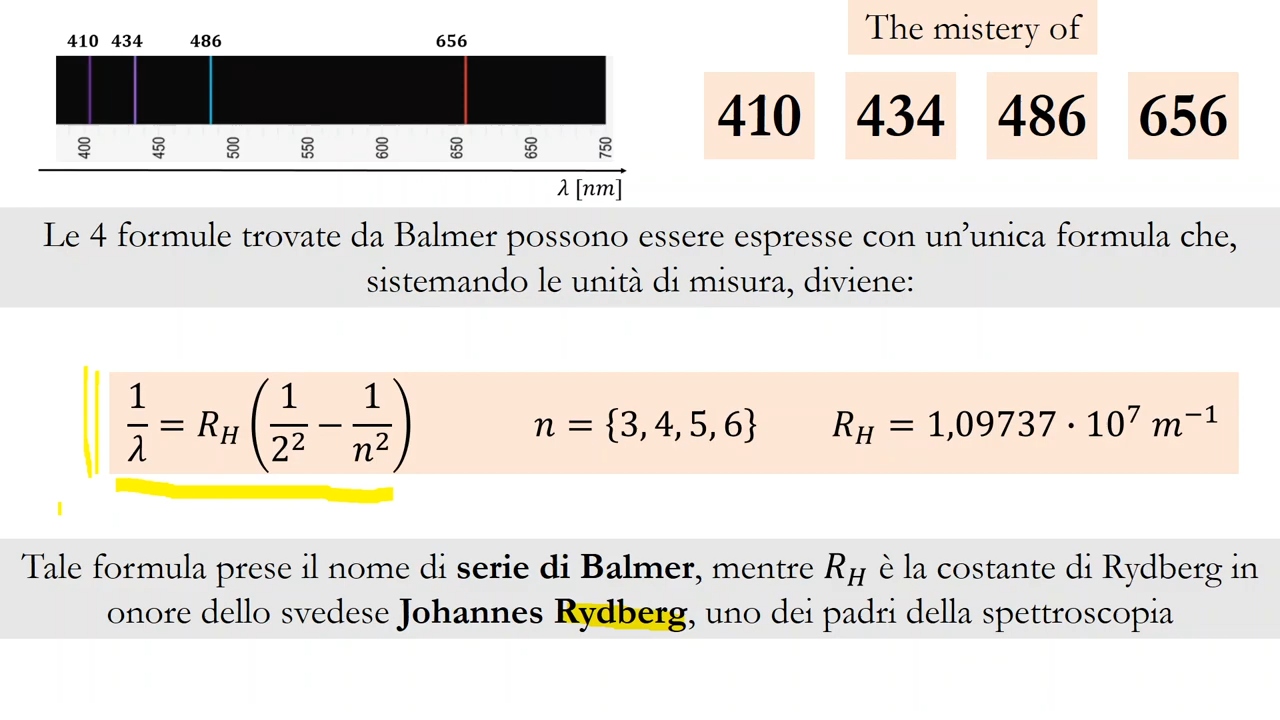 410 434 486 656
400 450 500 550 600 650 650 750
λ [nm]
The mistery of
410 434 486 656
Le 4 formule trovate da Balmer possono essere espresse con un’unica formula che,
sistemando le unità di misura, diviene:
1/λ = R_H (1/2² − 1/n²) n = {3, 4, 5, 6} R_H = 1,09737 · 10⁷ m⁻¹
Tale formula prese il nome di serie di Balmer, mentre R_H è la costante di Rydberg in
onore dello svedese Johannes Rydberg, uno dei padri della spettroscopia